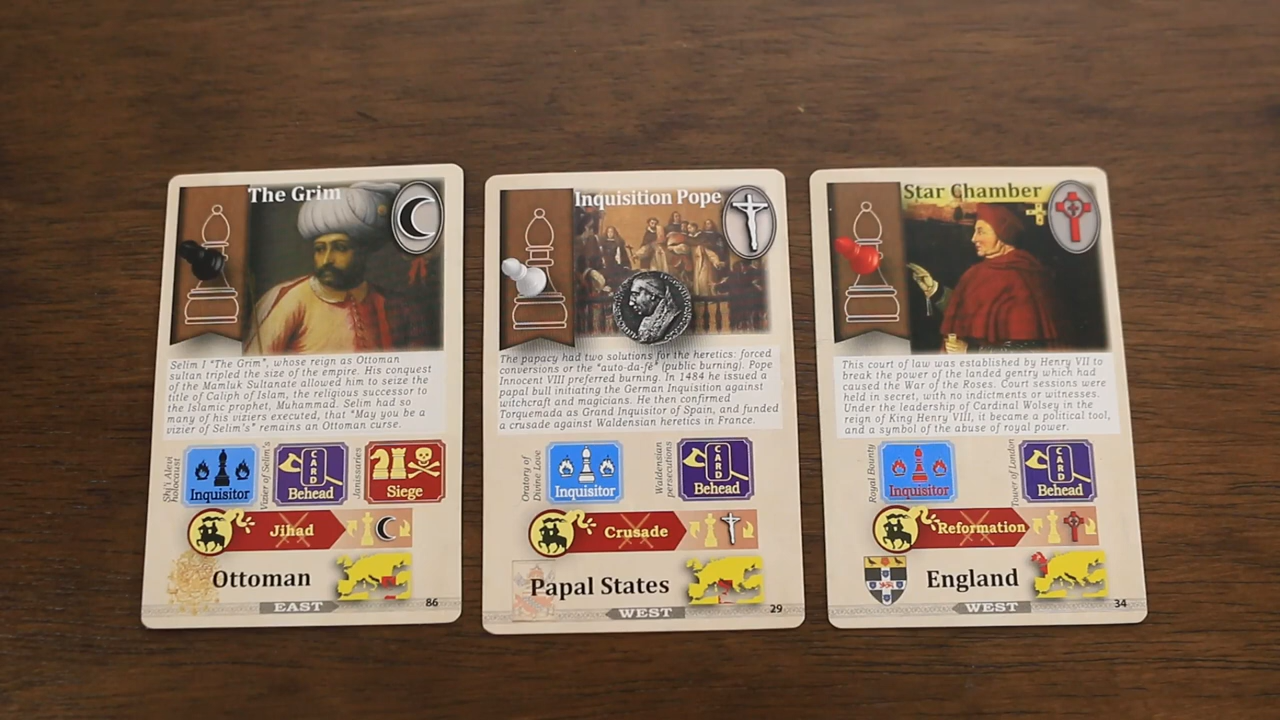 The Grim
Selim I "The Grim", whose reign as Ottoman
sultan tripled the size of the empire. His conquest
of the Mamluk Sultanate allowed him to seize the
title of Caliph of Islam, the religious successor to
the Islamic prophet, Muhammad. Selim had so
many of his viziers executed, that "May you be a
vizier of Selim's" remains an Ottoman curse.
Shi'i Alevi
holocaust
Inquisitor
Vizier of Selim's
CARD
Behead
Janissaries
Siege
Jihad
Ottoman
EAST
86
Inquisition Pope
The papacy had two solutions for the heretics: forced
conversions or the "auto-da-fé" (public burning). Pope
Innocent VIII preferred burning. In 1484 he issued a
papal bull initiating the German Inquisition against
witchcraft and magicians. He then confirmed
Torquemada as Grand Inquisitor of Spain, and funded
a crusade against Waldensian heretics in France.
Oratory of
Divine Love
Inquisitor
Waldensian
persecutions
CARD
Behead
Crusade
Papal States
WEST
29
Star Chamber
This court of law was established by Henry VII to
break the power of the landed gentry which had
caused the War of the Roses. Court sessions were
held in secret, with no indictments or witnesses.
Under the leadership of Cardinal Wolsey in the
reign of King Henry VIII, it became a political tool,
and a symbol of the abuse of royal power.
Royal Bounty
Inquisitor
Tower of London
CARD
Behead
Reformation
England
WEST
34